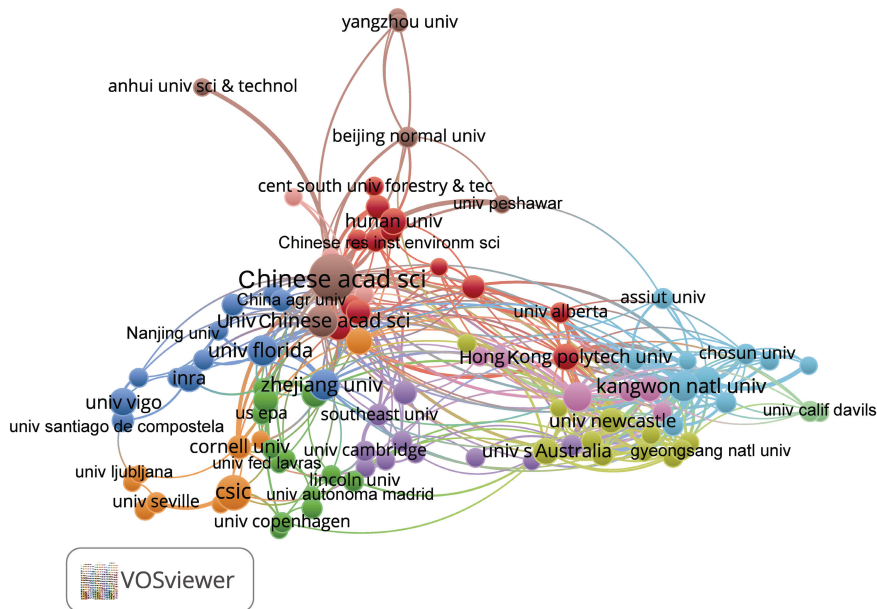 yangzhou univ
anhui univ sci & technol
beijing normal univ
cent south univ forestry & tec
univ peshawar
hunan univ
Chinese res inst environm sci
Chinese acad sci
China agr univ
assiut univ
univ alberta
Univ Chinese acad sci
Nanjing univ
univ florida
Hong Kong polytech univ
chosun univ
inra
zhejiang univ
kangwon natl univ
univ vigo
us epa
southeast univ
univ calif davils
univ newcastle
univ santiago de compostela
cornell univ
univ cambridge
univ s Australia
gyeongsang natl univ
univ fed lavras
univ ljubljana
lincoln univ
csic
univ autonoma madrid
univ seville
univ copenhagen
VOSviewer